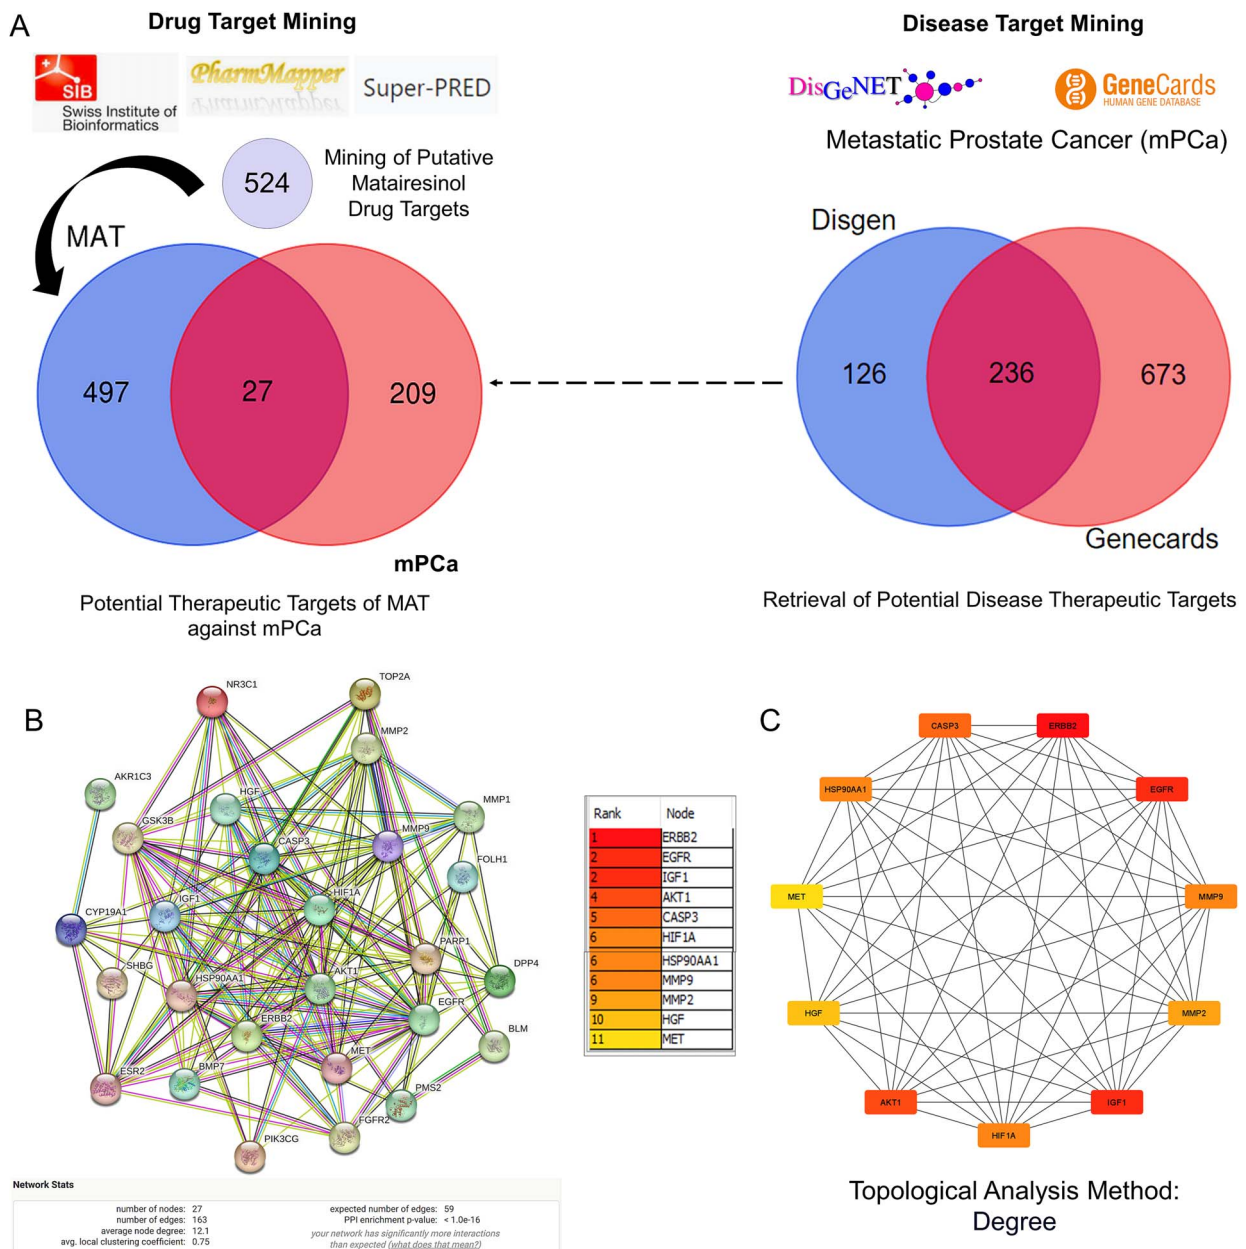 A
Drug Target Mining
Disease Target Mining
SIB
Swiss Institute of
Bioinformatics
PharmMapper
Super-PRED
DisGeNET
GeneCards
HUMAN GENE DATABASE
Metastatic Prostate Cancer (mPCa)
524
Mining of Putative
Matairesinol
Drug Targets
MAT
497
27
209
mPCa
Potential Therapeutic Targets of MAT
against mPCa
Disgen
126
236
673
Genecards
Retrieval of Potential Disease Therapeutic Targets
B
NR3C1
TOP2A
MMP2
AKR1C3
HGF
MMP1
GSK3B
MMP9
CASP3
FOLH1
HIF1A
IGF1
CYP19A1
PARP1
SHBG
DPP4
HSP90AA1
AKT1
EGFR
ERBB2
BLM
MET
ESR2
BMP7
PMS2
FGFR2
PIK3CG
Network Stats
number of nodes: 27
number of edges: 163
average node degree: 12.1
avg. local clustering coefficient: 0.75
expected number of edges: 59
PPI enrichment p-value: < 1.0e-16
your network has significantly more interactions
than expected (what does that mean?)
Rank Node
1 ERBB2
2 EGFR
2 IGF1
4 AKT1
5 CASP3
6 HIF1A
6 HSP90AA1
6 MMP9
9 MMP2
10 HGF
11 MET
C
CASP3
ERBB2
HSP90AA1
EGFR
MET
MMP9
HGF
MMP2
AKT1
IGF1
HIF1A
Topological Analysis Method:
Degree